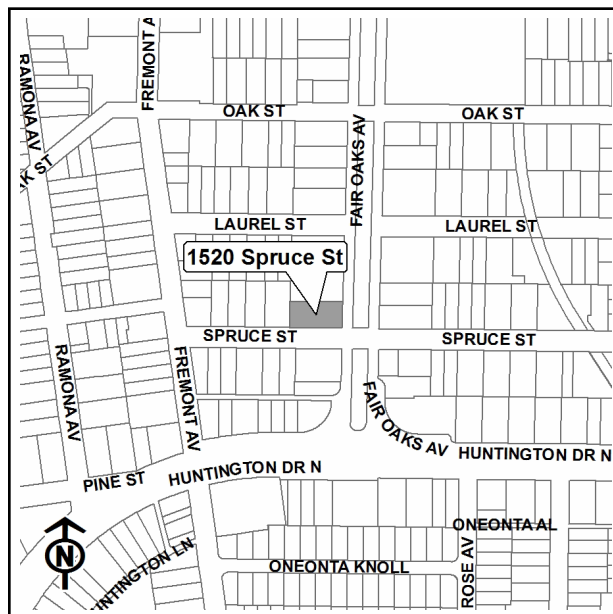 RAMONA AV
FREMONT A
OAK ST
OAK ST
FAIR OAKS AV
LAUREL ST
LAUREL ST
1520 Spruce St
SPRUCE ST
SPRUCE ST
RAMONA AV
FREMONT AV
FAIR OAKS AV
HUNTINGTON DR N
PINE ST
HUNTINGTON DR N
ONEONTA AL
N
UNTINGTON LN
ONEONTA KNOLL
ROSE AV